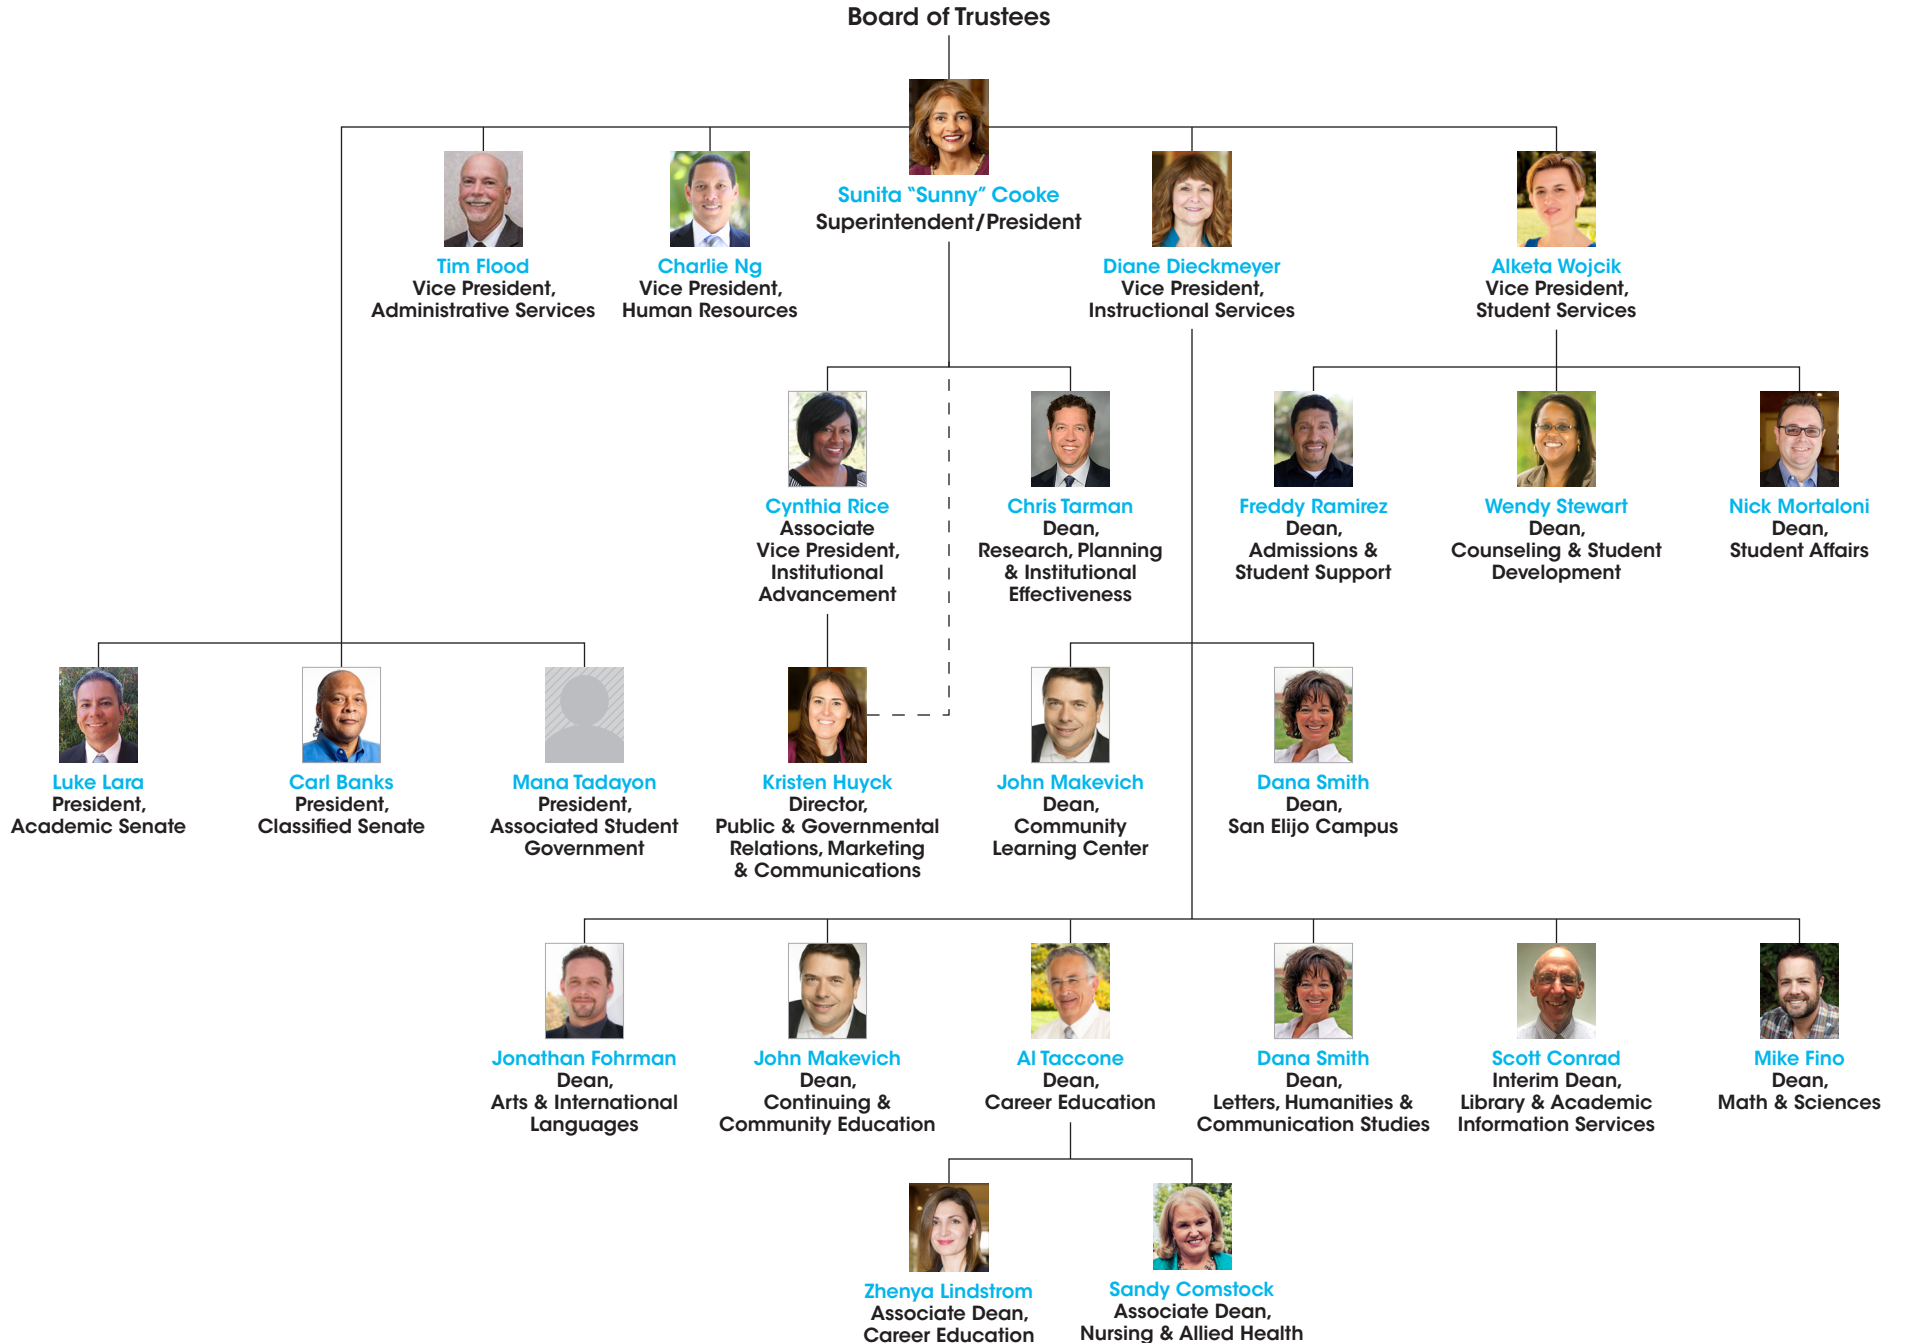 Board of Trustees
Sunita “Sunny” Cooke
Superintendent/President
Tim Flood
Vice President,
Administrative Services
Charlie Ng
Vice President,
Human Resources
Diane Dieckmeyer
Vice President,
Instructional Services
Alketa Wojcik
Vice President,
Student Services
Cynthia Rice
Associate
Vice President,
Institutional
Advancement
Chris Tarman
Dean,
Research, Planning
& Institutional
Effectiveness
Freddy Ramirez
Dean,
Admissions &
Student Support
Wendy Stewart
Dean,
Counseling & Student
Development
Nick Mortaloni
Dean,
Student Affairs
Luke Lara
President,
Academic Senate
Carl Banks
President,
Classified Senate
Mana Tadayon
President,
Associated Student
Government
Kristen Huyck
Director,
Public & Governmental
Relations, Marketing
& Communications
John Makevich
Dean,
Community
Learning Center
Dana Smith
Dean,
San Elijo Campus
Jonathan Fohrman
Dean,
Arts & International
Languages
John Makevich
Dean,
Continuing &
Community Education
Al Taccone
Dean,
Career Education
Dana Smith
Dean,
Letters, Humanities &
Communication Studies
Scott Conrad
Interim Dean,
Library & Academic
Information Services
Mike Fino
Dean,
Math & Sciences
Zhenya Lindstrom
Associate Dean,
Career Education
Sandy Comstock
Associate Dean,
Nursing & Allied Health